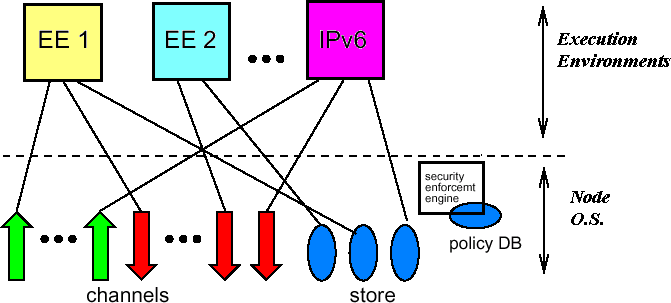 EE 1
EE 2
IPv6
Execution
Environments
security
enforcemt
engine
policy DB
Node
O.S.
channels
store